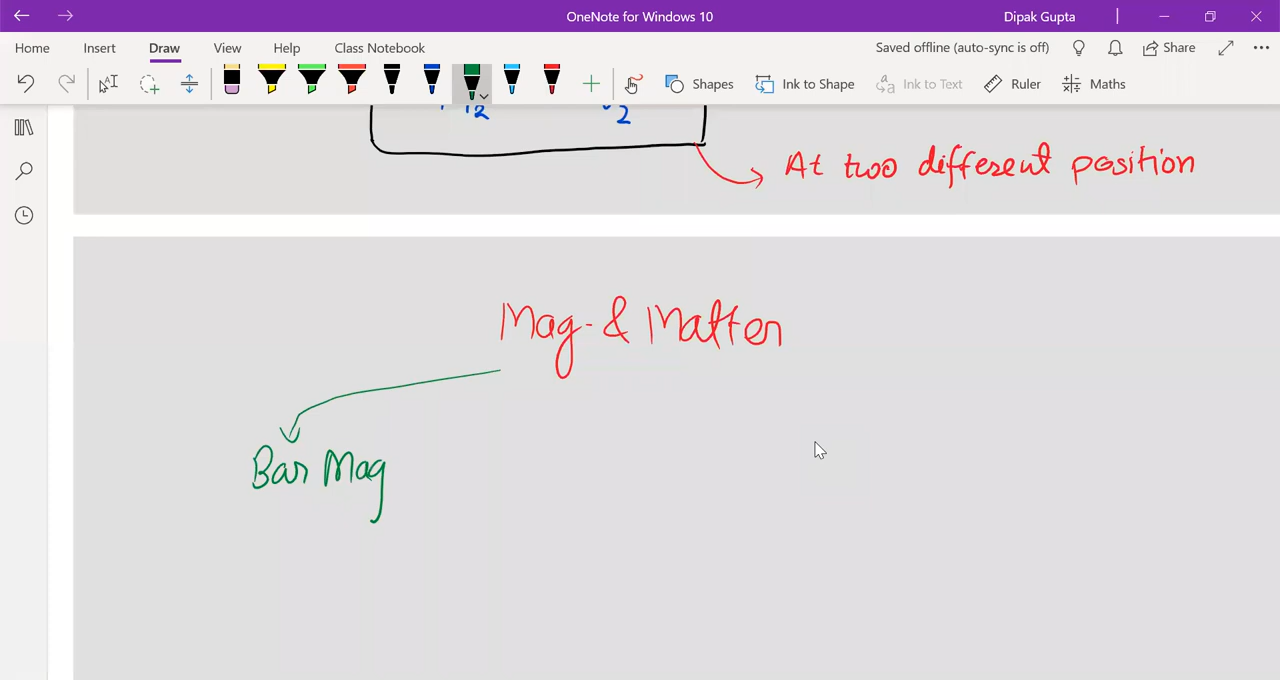 OneNote for Windows 10
Dipak Gupta
Home Insert Draw View Help Class Notebook
Saved offline (auto-sync is off)
Share
Shapes Ink to Shape Ink to Text Ruler Maths
2
At two different position
Mag. & Matter
Bar Mag